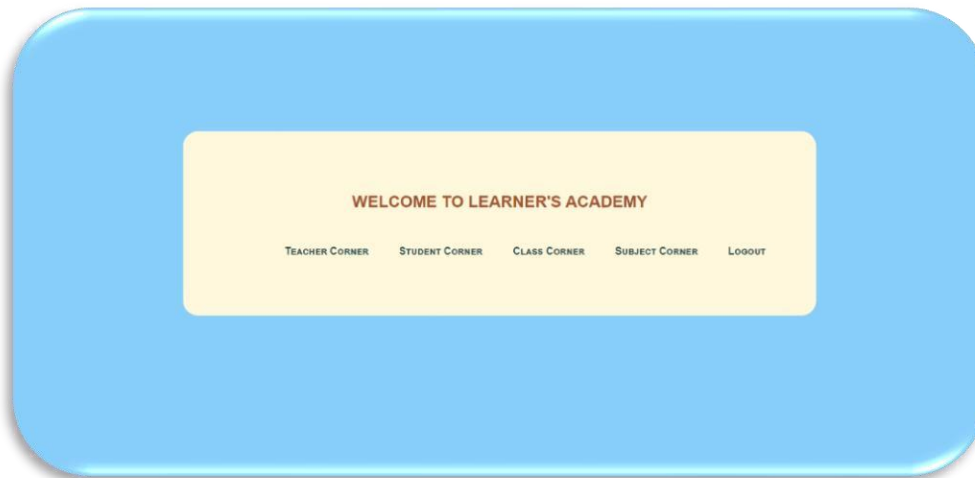 WELCOME TO LEARNER'S ACADEMY
TEACHER CORNER STUDENT CORNER CLASS CORNER SUBJECT CORNER LOGOUT